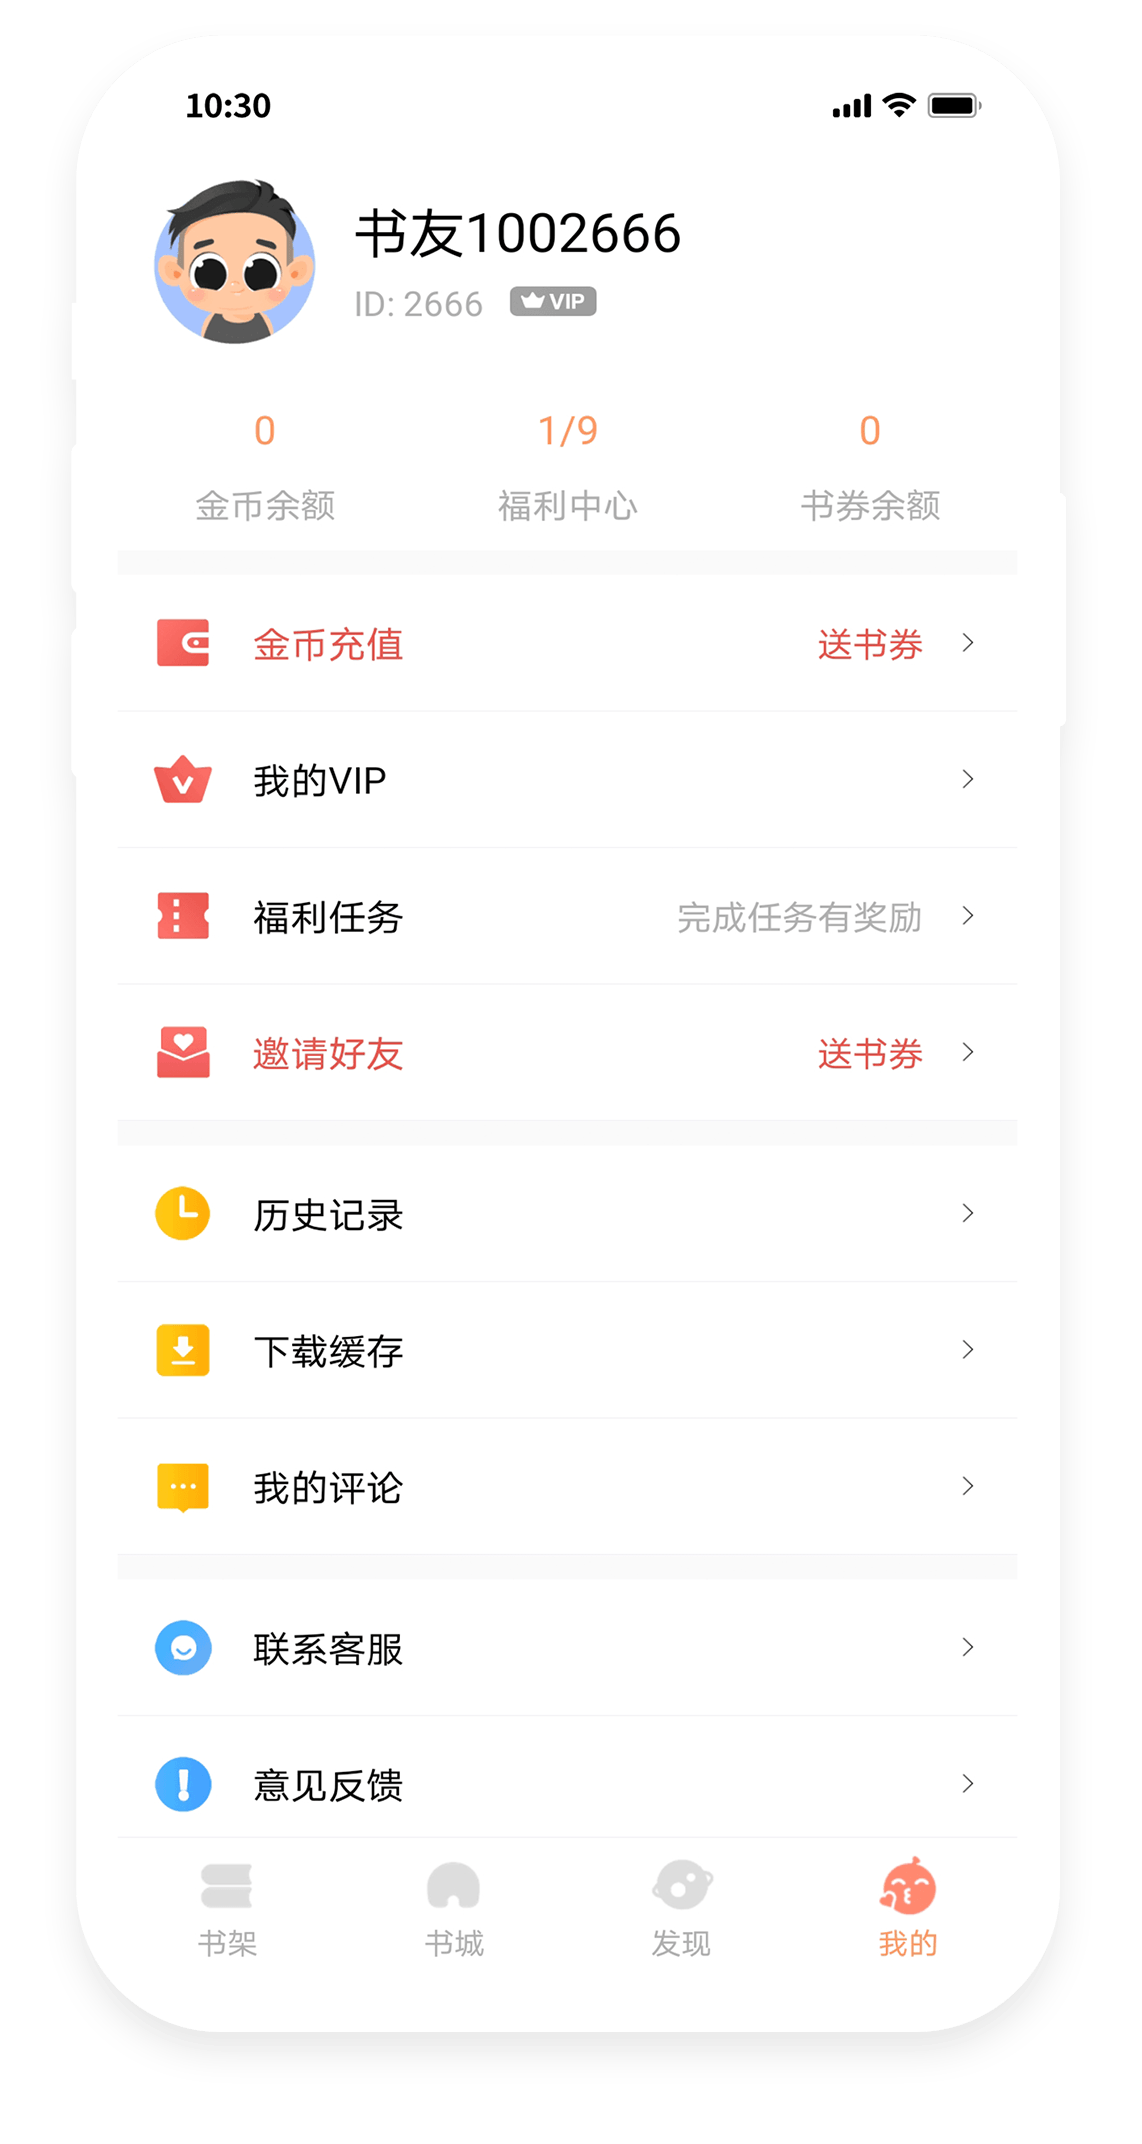 10:30
书友1002666
ID: 2666 VIP
0 1/9 0
金币余额 福利中心 书券余额
金币充值 送书券
我的VIP
福利任务 完成任务有奖励
邀请好友 送书券
历史记录
下载缓存
我的评论
联系客服
意见反馈
书架 书城 发现 我的